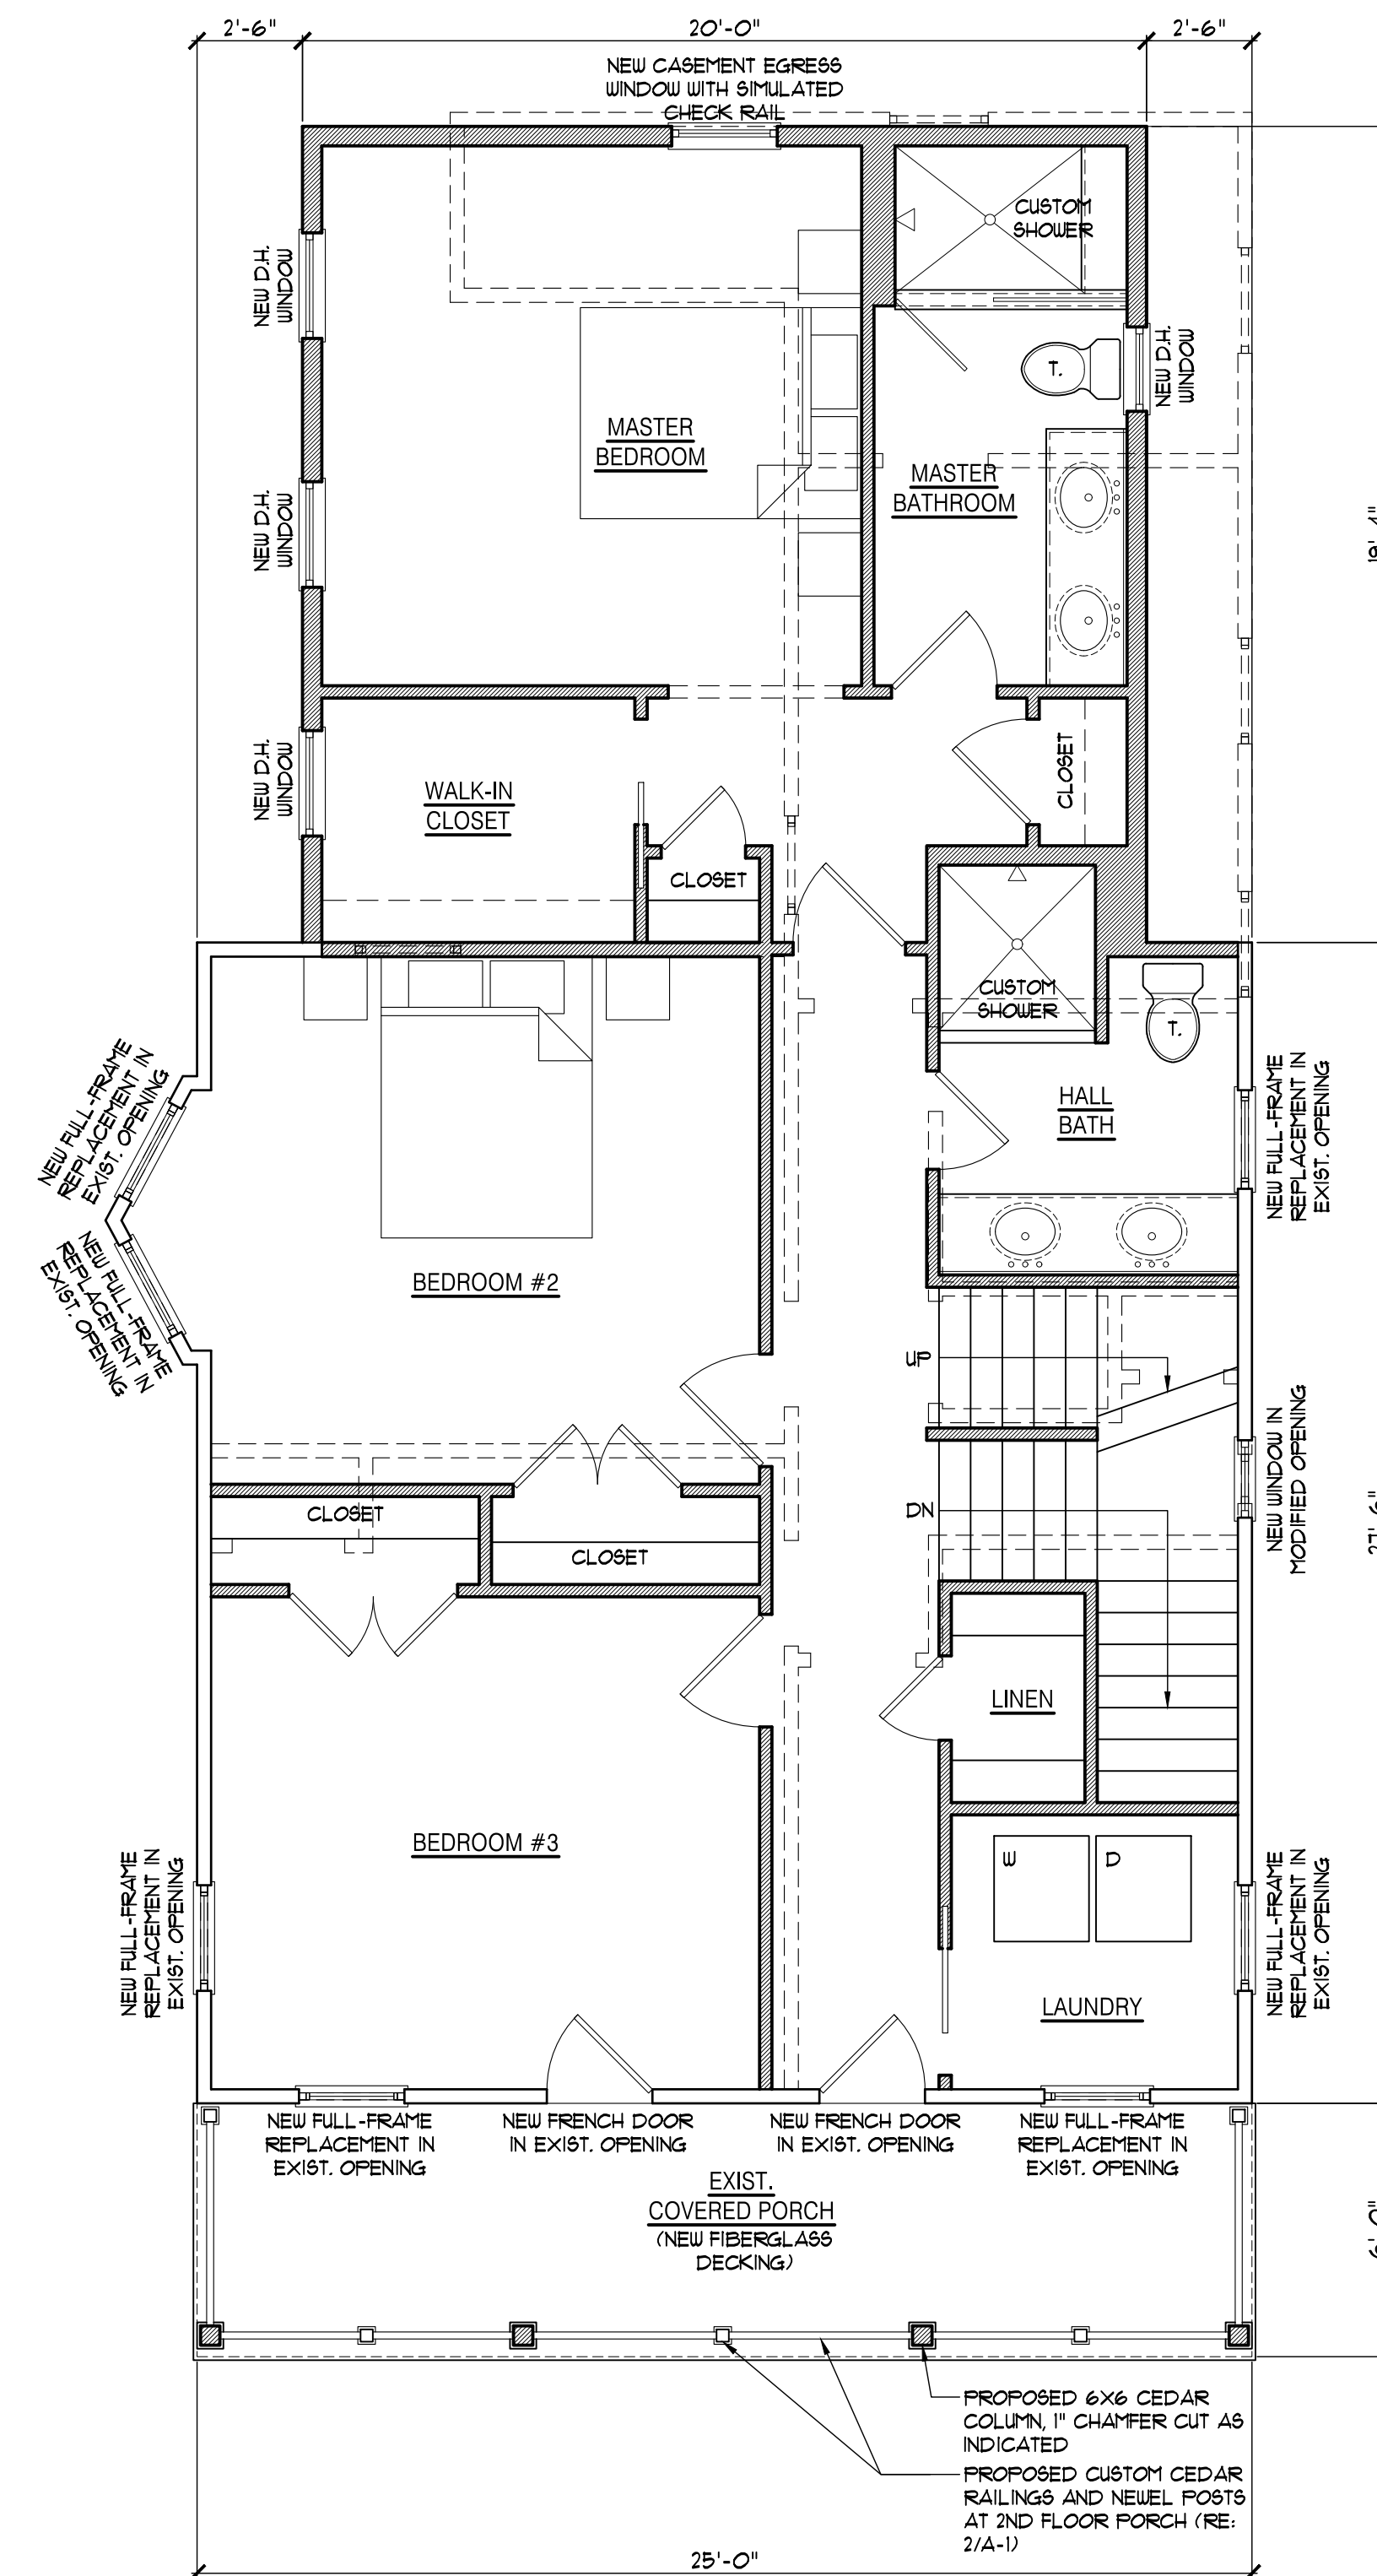 2'-6"
20'-0"
2'-6"
NEW CASEMENT EGRESS
WINDOW WITH SIMULATED
CHECK RAIL
CUSTOM
SHOWER
NEW D.H.
WINDOW
NEW D.H.
WINDOW
T.
MASTER
BEDROOM
MASTER
BATHROOM
NEW D.H.
WINDOW
NEW D.H.
WINDOW
WALK-IN
CLOSET
CLOSET
CLOSET
CUSTOM
SHOWER
T.
NEW FULL-FRAME
REPLACEMENT IN
EXIST. OPENING
HALL
BATH
NEW FULL-FRAME
REPLACEMENT IN
EXIST. OPENING
NEW FULL-FRAME
REPLACEMENT IN
EXIST. OPENING
BEDROOM #2
UP
NEW WINDOW IN
MODIFIED OPENING
DN
CLOSET
CLOSET
LINEN
BEDROOM #3
W
D
NEW FULL-FRAME
REPLACEMENT IN
EXIST. OPENING
NEW FULL-FRAME
REPLACEMENT IN
EXIST. OPENING
LAUNDRY
NEW FULL-FRAME
REPLACEMENT IN
EXIST. OPENING
NEW FRENCH DOOR
IN EXIST. OPENING
NEW FRENCH DOOR
IN EXIST. OPENING
NEW FULL-FRAME
REPLACEMENT IN
EXIST. OPENING
EXIST.
COVERED PORCH
(NEW FIBERGLASS
DECKING)
PROPOSED 6X6 CEDAR
COLUMN, 1" CHAMFER CUT AS
INDICATED
PROPOSED CUSTOM CEDAR
RAILINGS AND NEWEL POSTS
AT 2ND FLOOR PORCH (RE:
2/A-1)
25'-0"